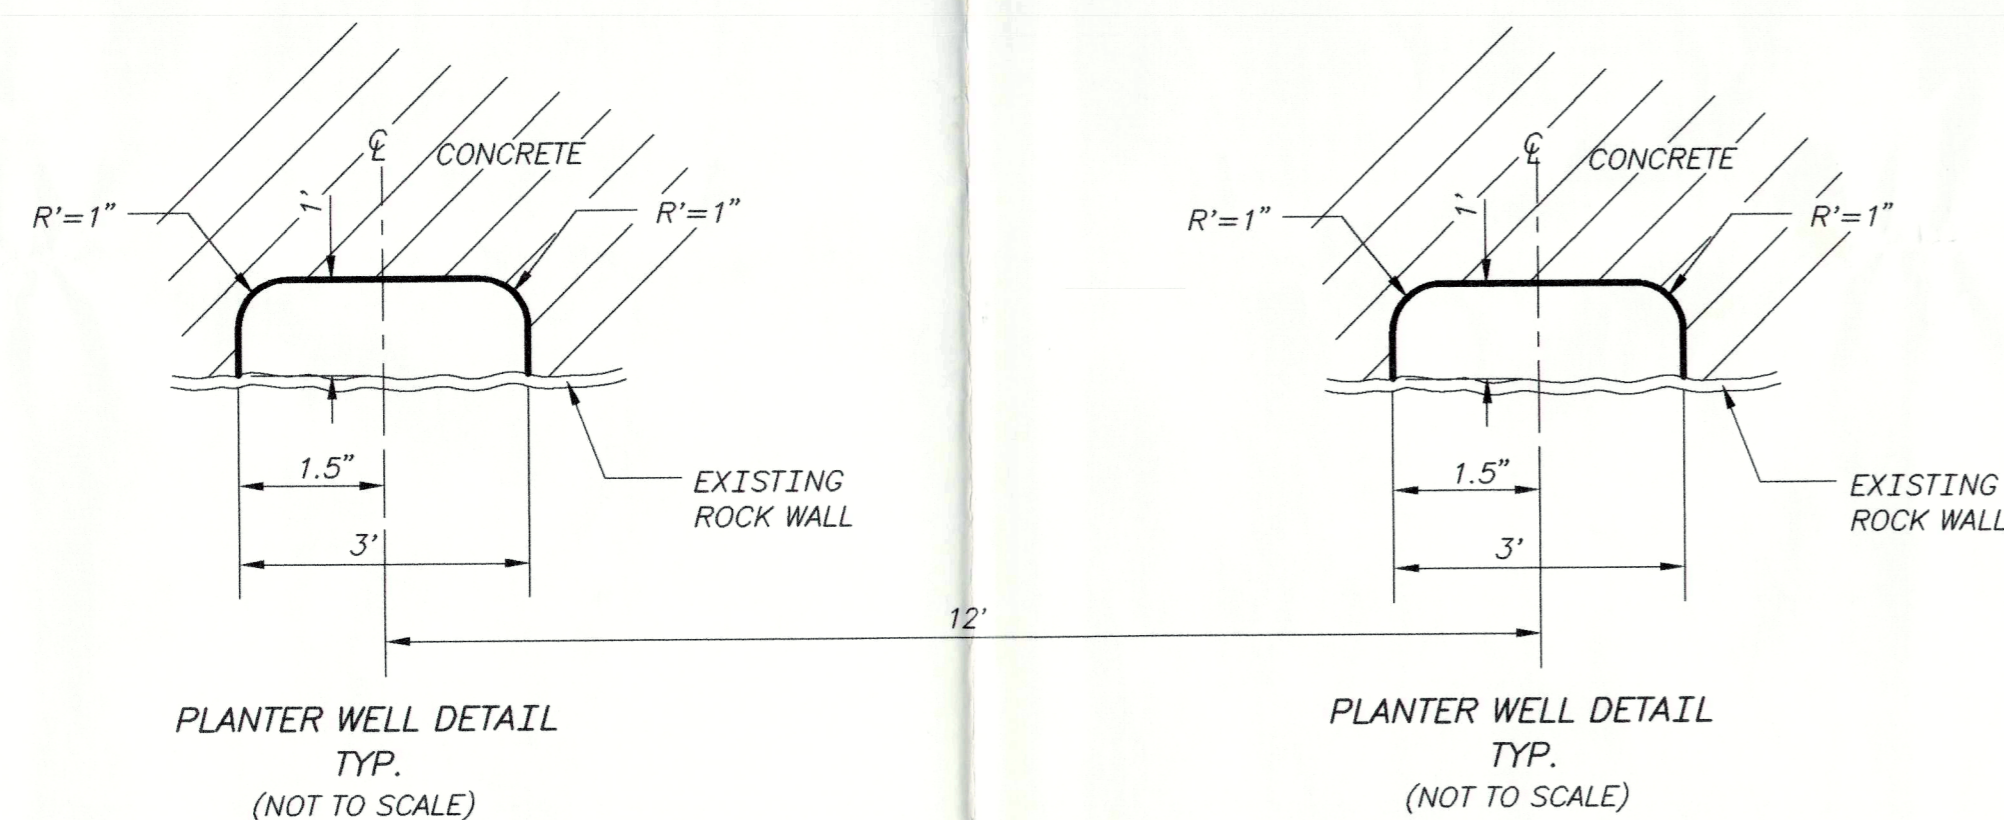 ℄
CONCRETE
1'
R'=1"
R'=1"
1.5"
EXISTING
ROCK WALL
3'
PLANTER WELL DETAIL
TYP.
(NOT TO SCALE)
12'
℄
CONCRETE
1'
R'=1"
R'=1"
1.5"
EXISTING
ROCK WALL
3'
PLANTER WELL DETAIL
TYP.
(NOT TO SCALE)